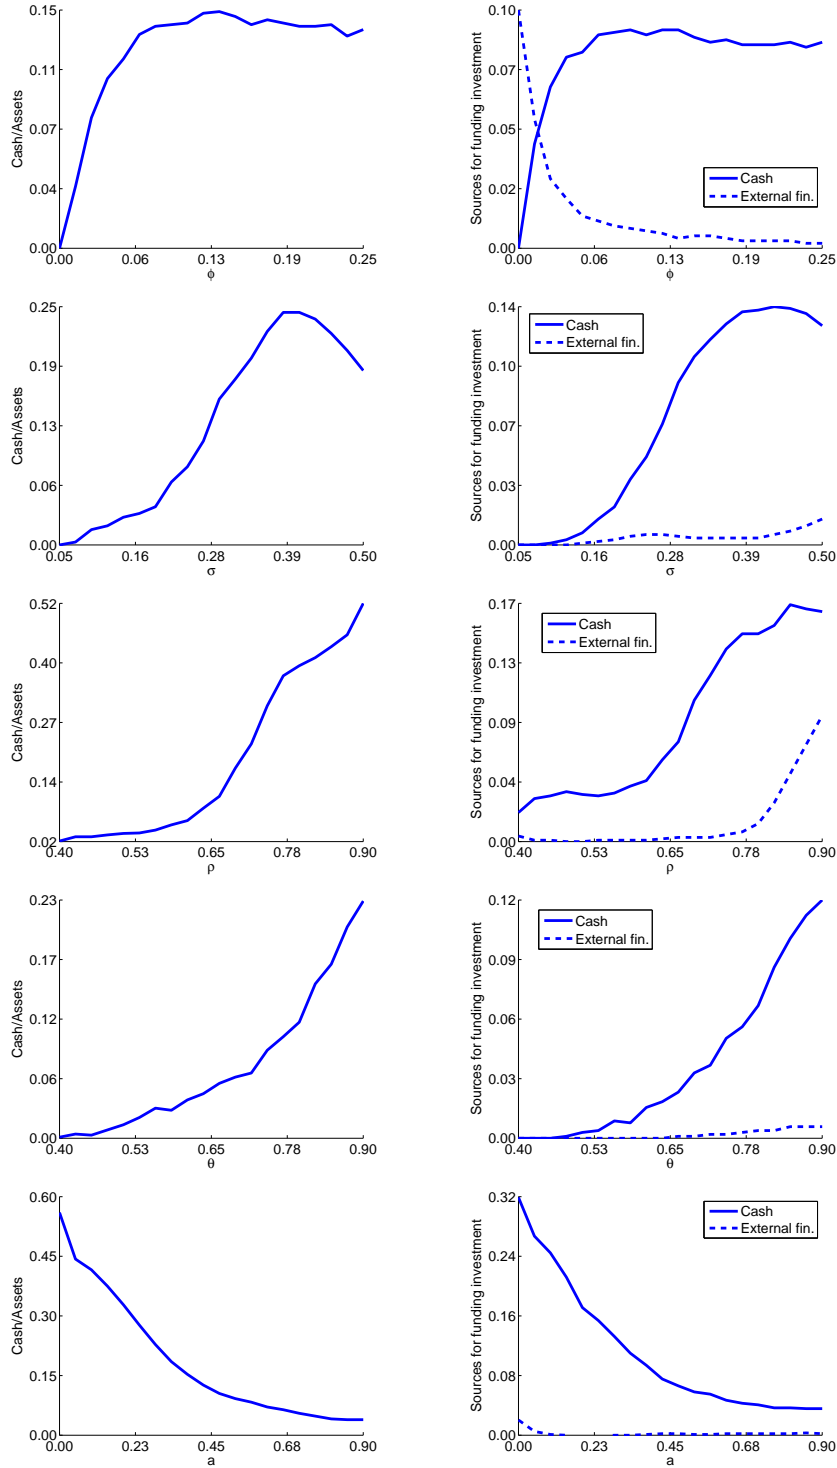 Cash/Assets
0.15
0.11
0.07
0.04
0.00
0.00 0.06 0.13 0.19 0.25
φ
Sources for funding investment
0.10
0.07
0.05
0.02
0.00
Cash
External fin.
0.00 0.06 0.13 0.19 0.25
φ
Cash/Assets
0.25
0.19
0.13
0.06
0.00
0.05 0.16 0.28 0.39 0.50
σ
Sources for funding investment
0.14
0.10
0.07
0.03
0.00
Cash
External fin.
0.05 0.16 0.28 0.39 0.50
σ
Cash/Assets
0.52
0.40
0.27
0.14
0.02
0.40 0.53 0.65 0.78 0.90
ρ
Sources for funding investment
0.17
0.13
0.09
0.04
0.00
Cash
External fin.
0.40 0.53 0.65 0.78 0.90
ρ
Cash/Assets
0.23
0.17
0.12
0.06
0.00
0.40 0.53 0.65 0.78 0.90
θ
Sources for funding investment
0.12
0.09
0.06
0.03
0.00
Cash
External fin.
0.40 0.53 0.65 0.78 0.90
θ
Cash/Assets
0.60
0.45
0.30
0.15
0.00
0.00 0.23 0.45 0.68 0.90
a
Sources for funding investment
0.32
0.24
0.16
0.08
0.00
Cash
External fin.
0.00 0.23 0.45 0.68 0.90
a